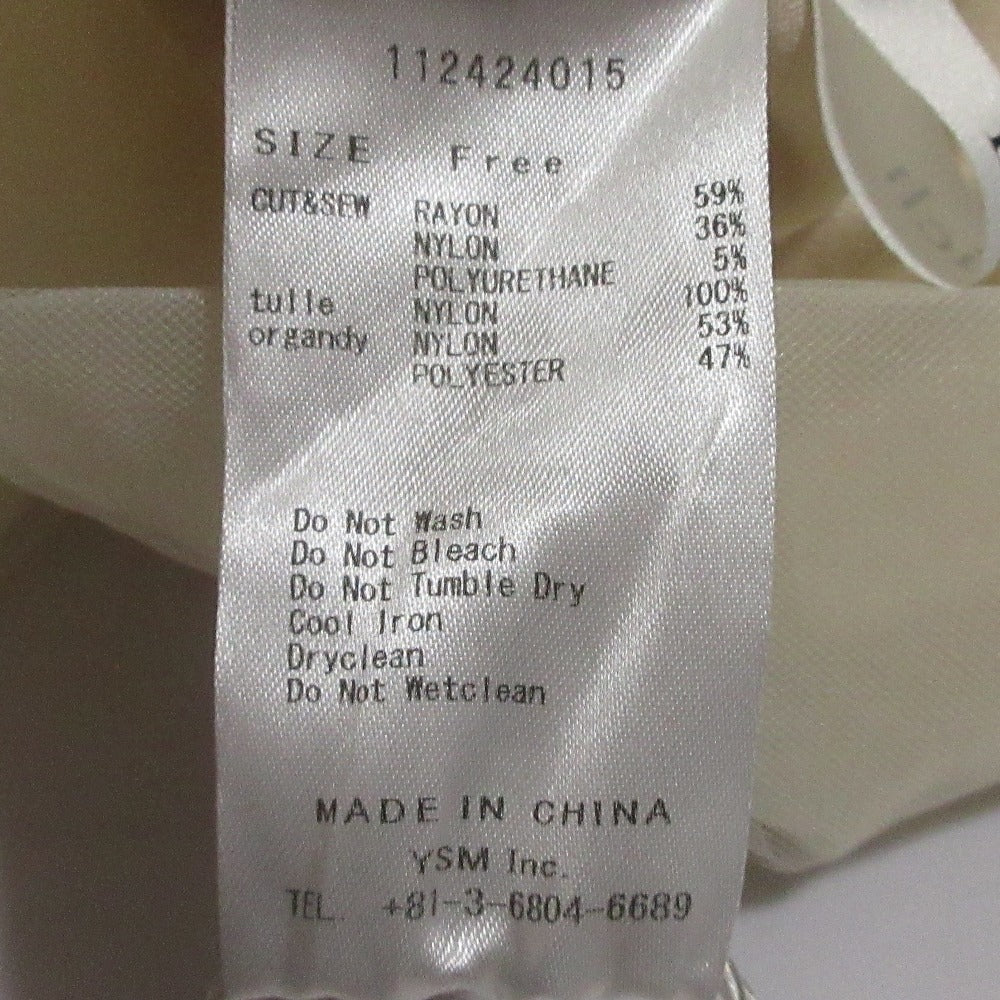 112424015
SIZE Free
CUT&SEW RAYON 59%
NYLON 36%
POLYURETHANE 5%
tulle NYLON 100%
organdy NYLON 53%
POLYESTER 47%
Do Not Wash
Do Not Bleach
Do Not Tumble Dry
Cool Iron
Dryclean
Do Not Wetclean
MADE IN CHINA
YSM Inc.
TEL. +81-3-6804-6689